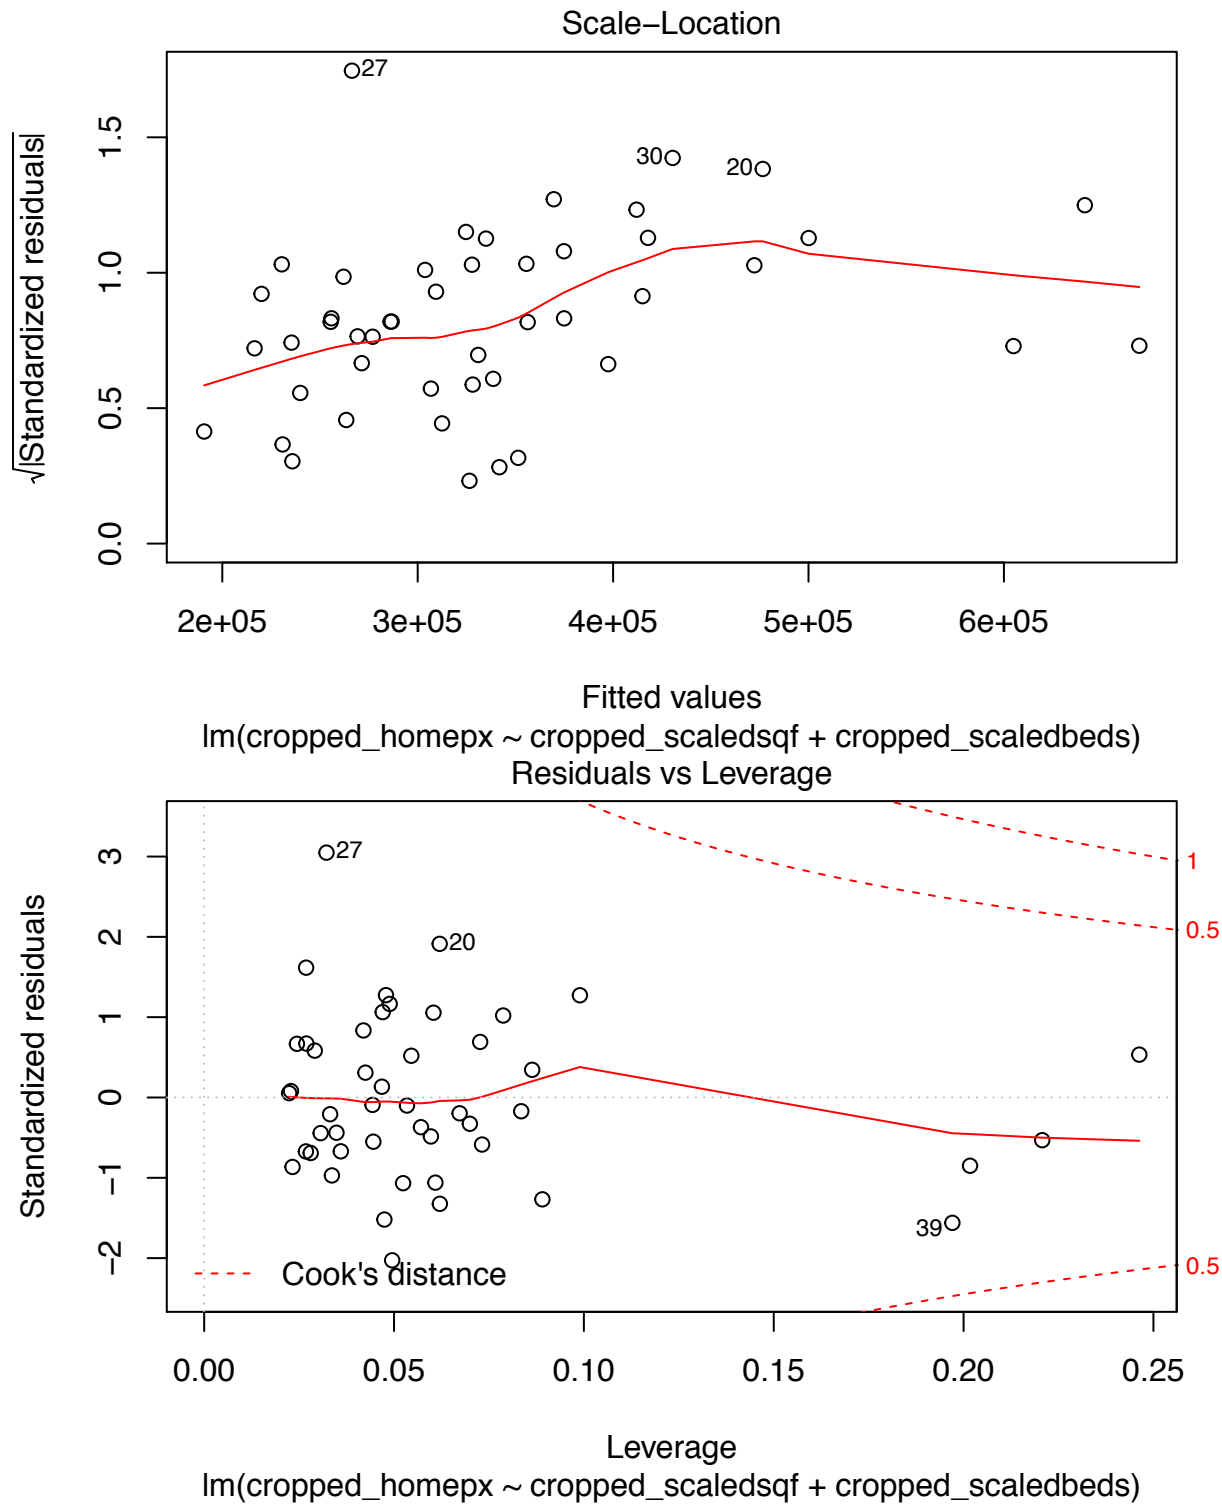 Scale−Location
27
30
20
√|Standardized residuals|
0.0 0.5 1.0 1.5
2e+05 3e+05 4e+05 5e+05 6e+05
Fitted values
lm(cropped_homepx ~ cropped_scaledsqf + cropped_scaledbeds)
Residuals vs Leverage
27
20
39
1
0.5
0.5
Standardized residuals
−2 −1 0 1 2 3
Cook's distance
0.00 0.05 0.10 0.15 0.20 0.25
Leverage
lm(cropped_homepx ~ cropped_scaledsqf + cropped_scaledbeds)